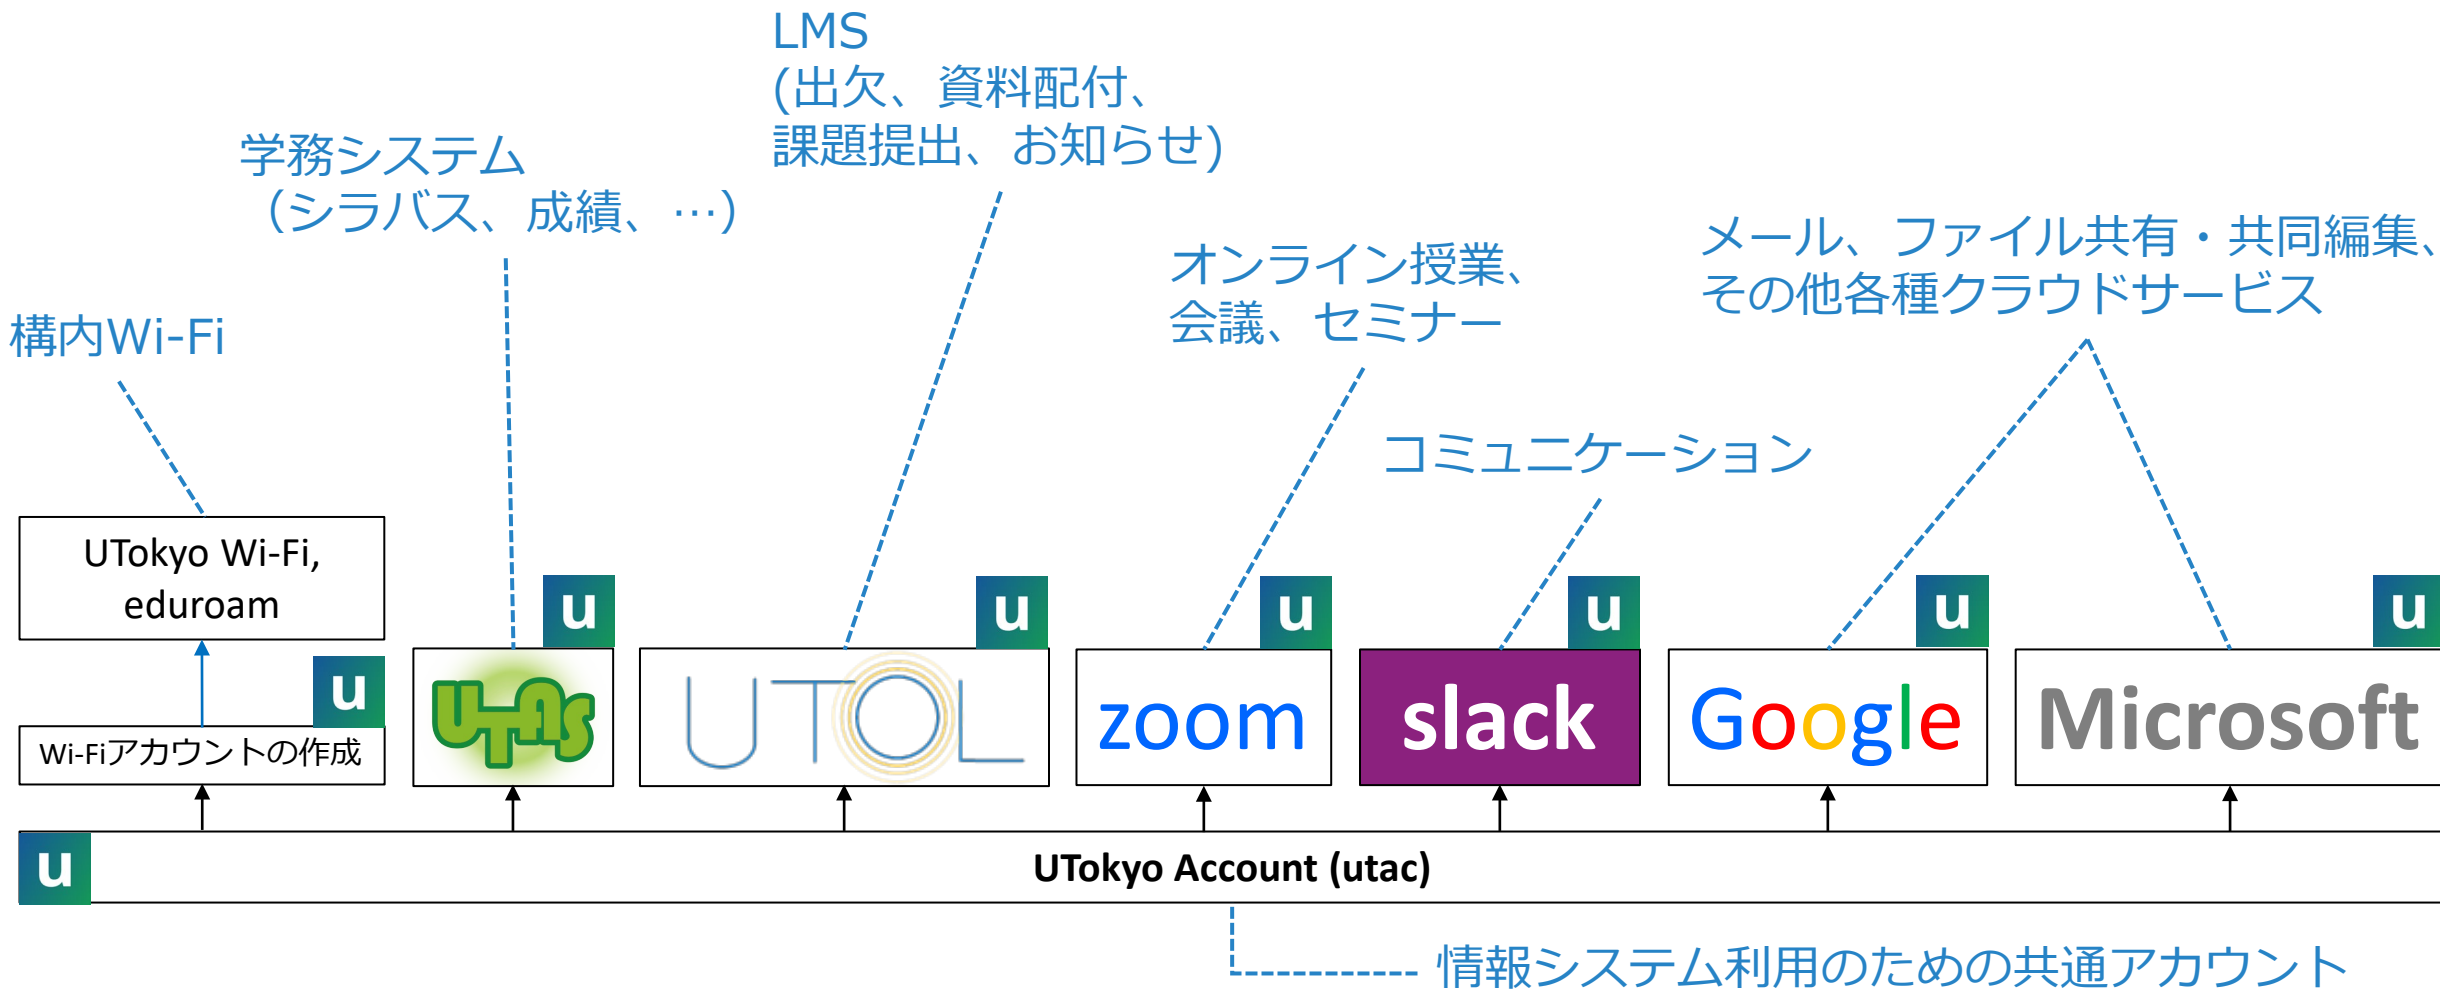 LMS
(出欠、資料配付、
課題提出、お知らせ)
学務システム
（シラバス、成績、…）
メール、ファイル共有・共同編集、
その他各種クラウドサービス
オンライン授業、
会議、セミナー
構内Wi-Fi
コミュニケーション
UTokyo Wi-Fi,
eduroam
u
u
u
u
u
u
u
Wi-Fiアカウントの作成
UTAS
UTOL
zoom
slack
Google
Microsoft
u
UTokyo Account (utac)
情報システム利用のための共通アカウント